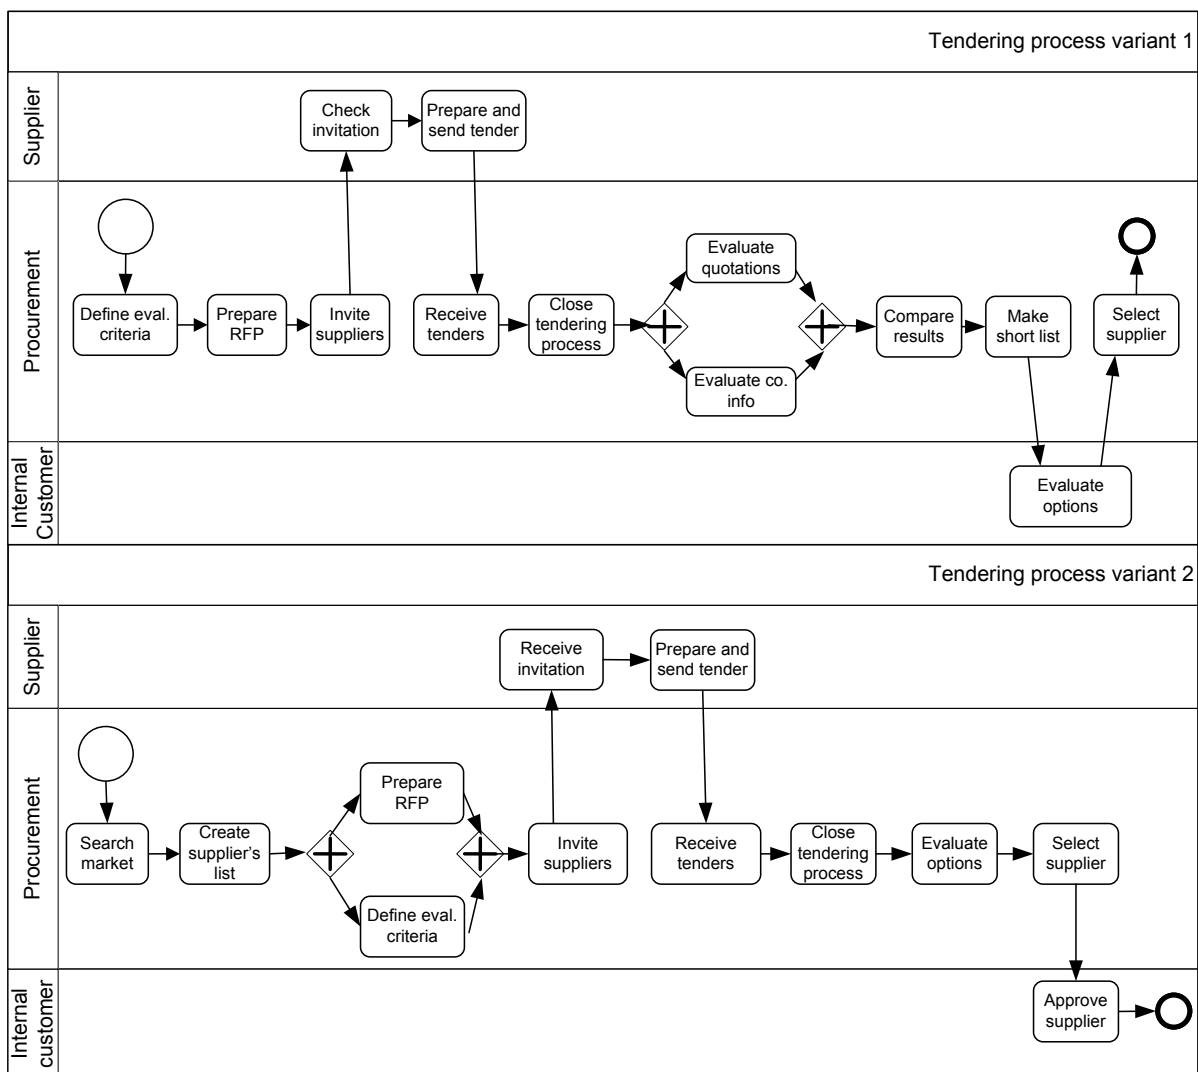 Tendering process variant 1
Supplier
Check
invitation
Prepare and
send tender
Procurement
Define eval.
criteria
Prepare
RFP
Invite
suppliers
Receive
tenders
Close
tendering
process
Evaluate
quotations
Evaluate co.
info
Compare
results
Make
short list
Select
supplier
Internal
Customer
Evaluate
options
Tendering process variant 2
Supplier
Receive
invitation
Prepare and
send tender
Procurement
Search
market
Create
supplier's
list
Prepare
RFP
Define eval.
criteria
Invite
suppliers
Receive
tenders
Close
tendering
process
Evaluate
options
Select
supplier
Internal
customer
Approve
supplier